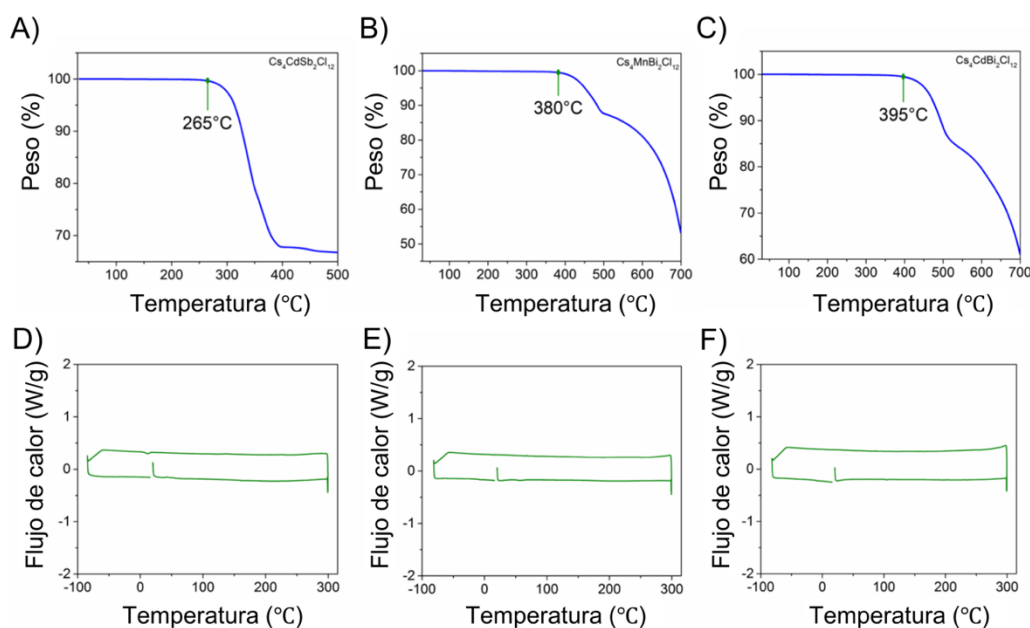 A)
Cs₄CdSb₂Cl₁₂
Peso (%)
100
90
80
70
265°C
100 200 300 400 500
Temperatura (°C)
B)
Cs₄MnBi₂Cl₁₂
Peso (%)
100
90
80
70
60
50
380°C
100 200 300 400 500 600 700
Temperatura (°C)
C)
Cs₄CdBi₂Cl₁₂
Peso (%)
100
90
80
70
60
395°C
100 200 300 400 500 600 700
Temperatura (°C)
D)
Flujo de calor (W/g)
2
1
0
-1
-2
-100 0 100 200 300
Temperatura (°C)
E)
Flujo de calor (W/g)
2
1
0
-1
-2
-100 0 100 200 300
Temperatura (°C)
F)
Flujo de calor (W/g)
2
1
0
-1
-2
-100 0 100 200 300
Temperatura (°C)